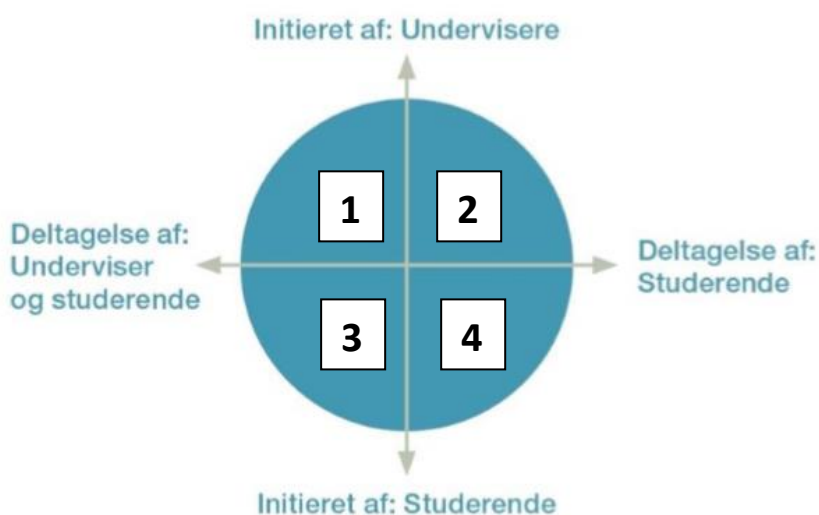 Initieret af: Undervisere
1
2
Deltagelse af:
Underviser
og studerende
Deltagelse af:
Studerende
3
4
Initieret af: Studerende